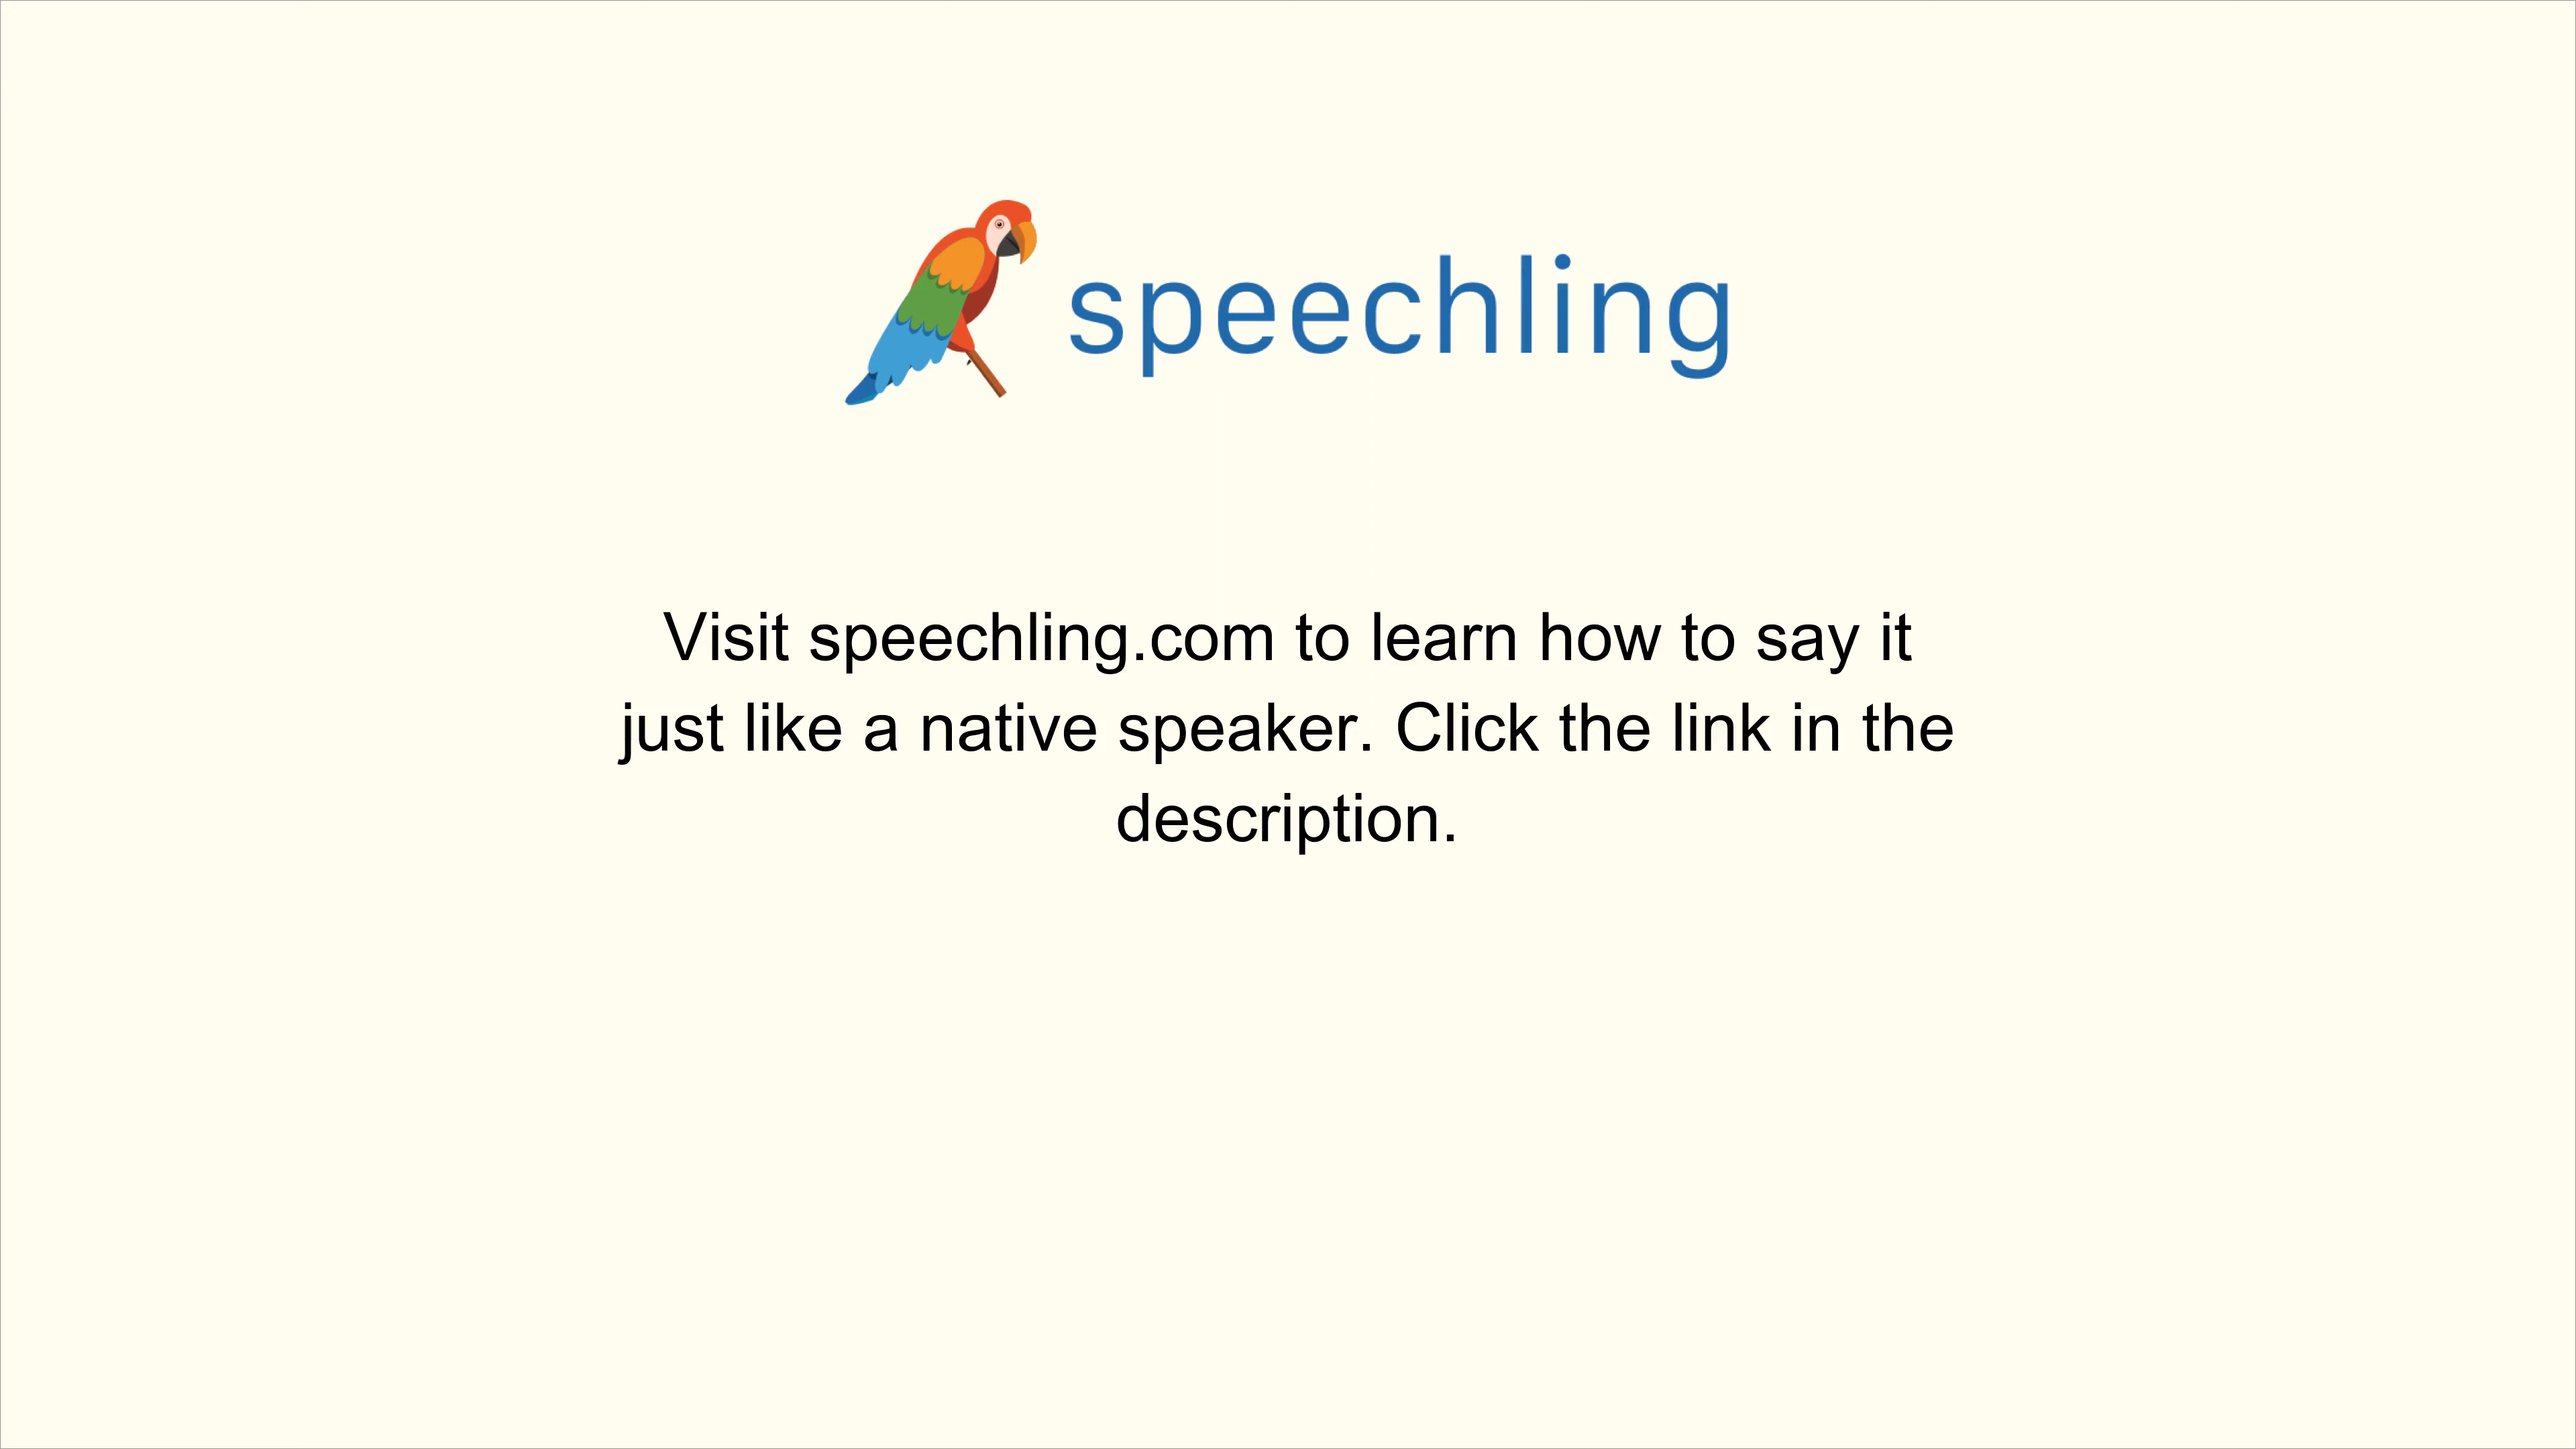 speechling
Visit speechling.com to learn how to say it
just like a native speaker. Click the link in the
description.